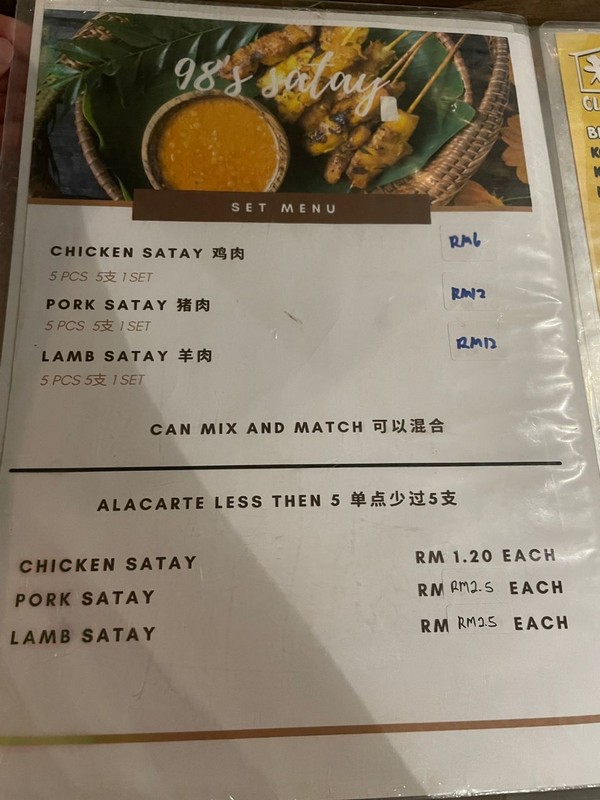 98's satay
SET MENU
CHICKEN SATAY 鸡肉 RM6
5 PCS 5支 1 SET
PORK SATAY 猪肉 RM12
5 PCS 5支 1 SET
LAMB SATAY 羊肉 RM12
5 PCS 5支 1 SET
CAN MIX AND MATCH 可以混合
ALACARTE LESS THEN 5 单点少过5支
CHICKEN SATAY RM 1.20 EACH
PORK SATAY RM RM2.5 EACH
LAMB SATAY RM RM2.5 EACH